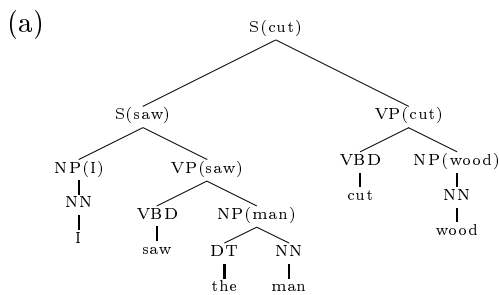 (a)
S(cut)
S(saw) VP(cut)
NP(I) VP(saw) VBD NP(wood)
NN VBD NP(man) cut NN
I saw DT NN wood
the man